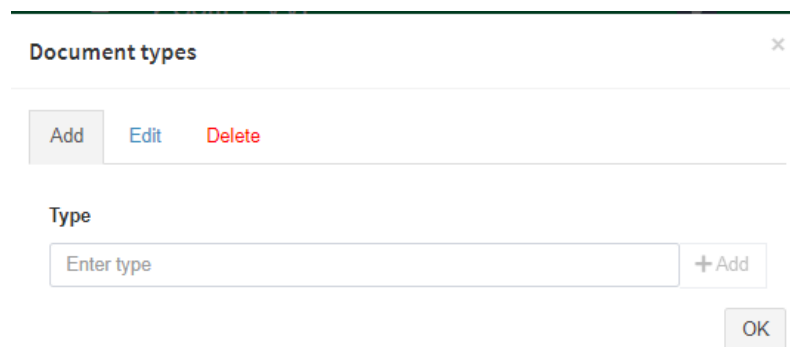 Document types
×
Add Edit Delete
Type
Enter type
+ Add
OK